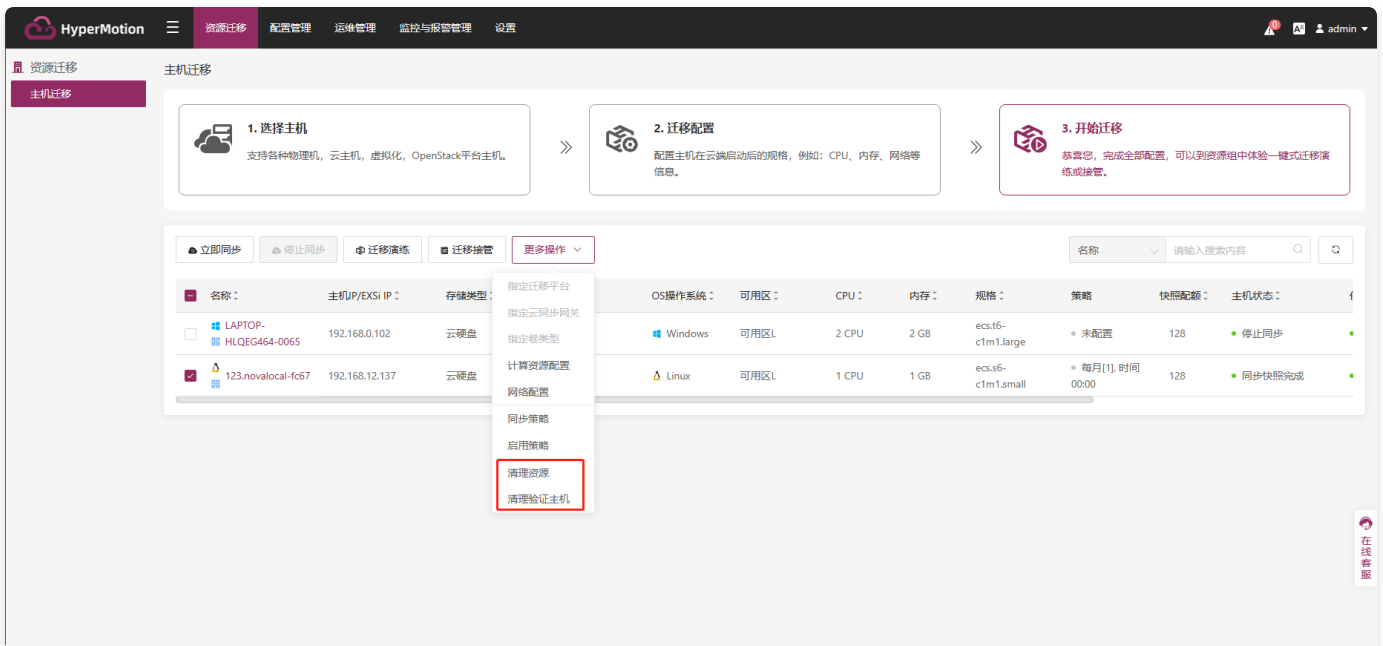 HyperMotion
资源迁移
配置管理
运维管理
监控与报警管理
设置
0
admin
资源迁移
主机迁移
主机迁移
1. 选择主机
支持各种物理机，云主机，虚拟化，OpenStack平台主机。
2. 迁移配置
配置主机在云端启动后的规格，例如：CPU、内存、网络等
信息。
3. 开始迁移
恭喜您，完成全部配置，可以到资源组中体验一键式迁移演
练或接管。
立即同步
停止同步
迁移演练
迁移接管
更多操作
名称
请输入搜索内容
名称
主机IP/EXSi IP
存储类型
OS操作系统
可用区
CPU
内存
规格
策略
快照配额
主机状态
LAPTOP-
HLQEG464-0065
192.168.0.102
云硬盘
Windows
可用区L
2 CPU
2 GB
ecs.t6-
c1m1.large
未配置
128
停止同步
123.novalocal-fc67
192.168.12.137
云硬盘
Linux
可用区L
1 CPU
1 GB
ecs.s6-
c1m1.small
每月[1], 时间
00:00
128
同步快照完成
指定迁移平台
指定云同步网关
指定卷类型
计算资源配置
网络配置
同步策略
启用策略
清理资源
清理验证主机
在
线
客
服